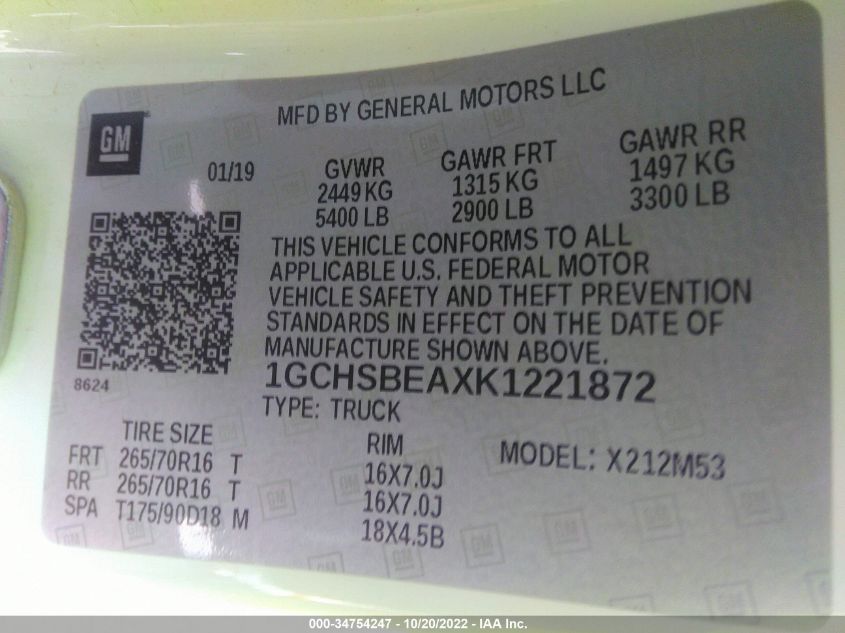 MFD BY GENERAL MOTORS LLC
GM
01/19
GVWR
2449 KG
5400 LB
GAWR FRT
1315 KG
2900 LB
GAWR RR
1497 KG
3300 LB
THIS VEHICLE CONFORMS TO ALL
APPLICABLE U.S. FEDERAL MOTOR
VEHICLE SAFETY AND THEFT PREVENTION
STANDARDS IN EFFECT ON THE DATE OF
MANUFACTURE SHOWN ABOVE.
8624
1GCHSBEAXK1221872
TYPE: TRUCK
TIRE SIZE RIM MODEL: X212M53
FRT 265/70R16 T 16X7.0J
RR 265/70R16 T 16X7.0J
SPA T175/90D18 M 18X4.5B
000-34754247 - 10/20/2022 - IAA Inc.